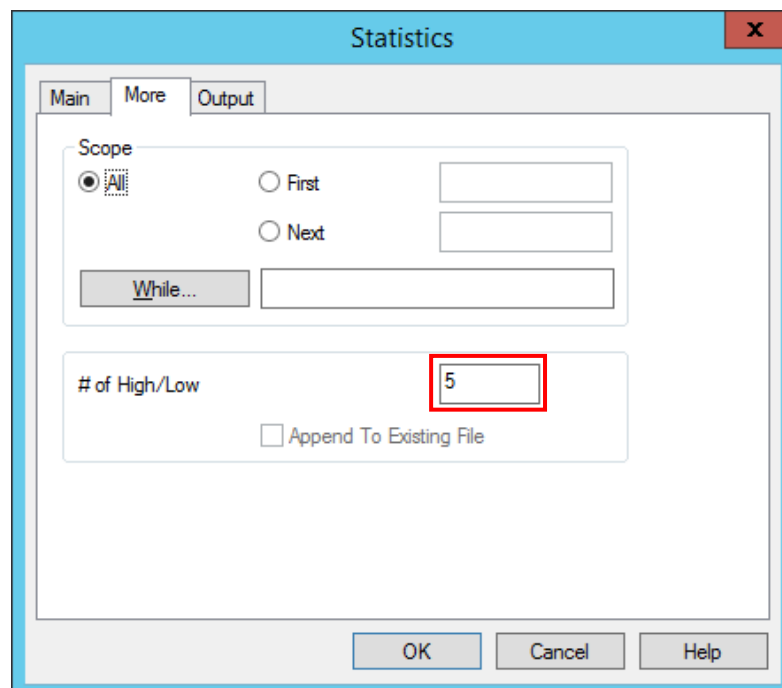 Statistics
x
Main More Output
Scope
All First
Next
While...
# of High/Low 5
Append To Existing File
OK Cancel Help